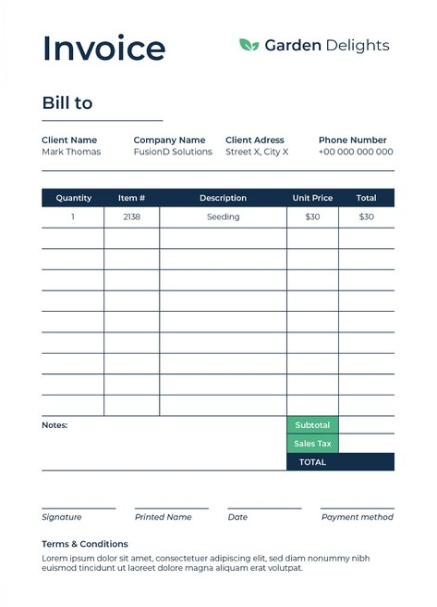 Invoice
Garden Delights
Bill to
Client Name Company Name Client Adress Phone Number
Mark Thomas FusionD Solutions Street X, City X +00 000 000 000
Quantity Item # Description Unit Price Total
1 2138 Seeding $30 $30
Notes:
Subtotal
Sales Tax
TOTAL
Signature Printed Name Date Payment method
Terms & Conditions
Lorem ipsum dolor sit amet, consectetuer adipiscing elit, sed diam nonummy nibh
euismod tincidunt ut laoreet dolore magna aliquam erat volutpat.